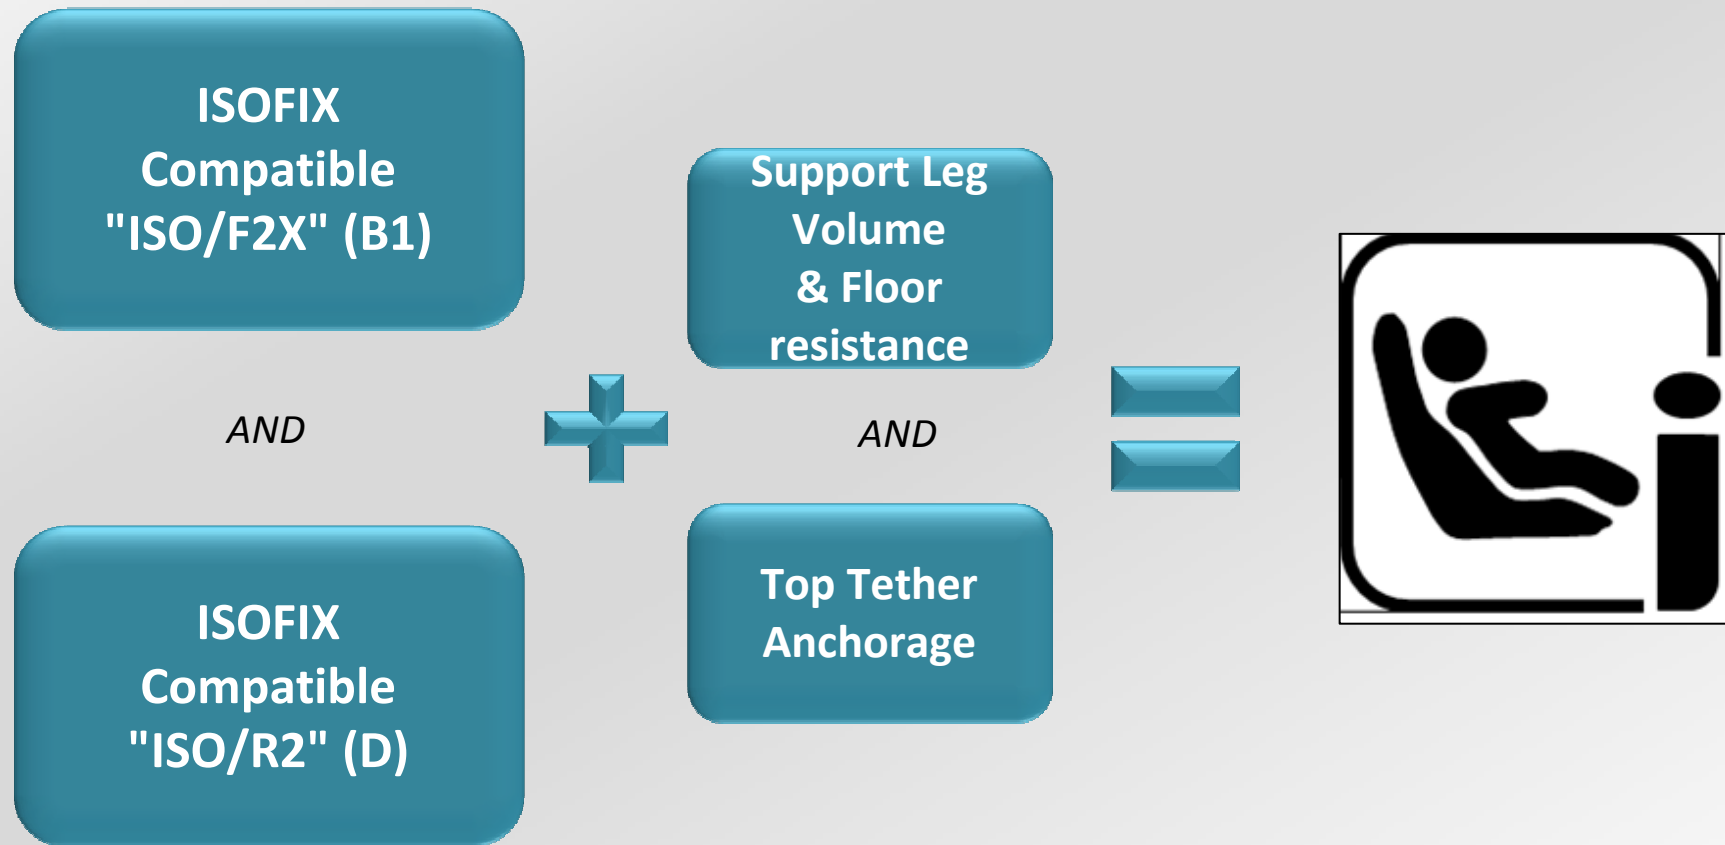 ISOFIX
Compatible
"ISO/F2X" (B1)
AND
ISOFIX
Compatible
"ISO/R2" (D)
Support Leg
Volume
& Floor
resistance
AND
Top Tether
Anchorage